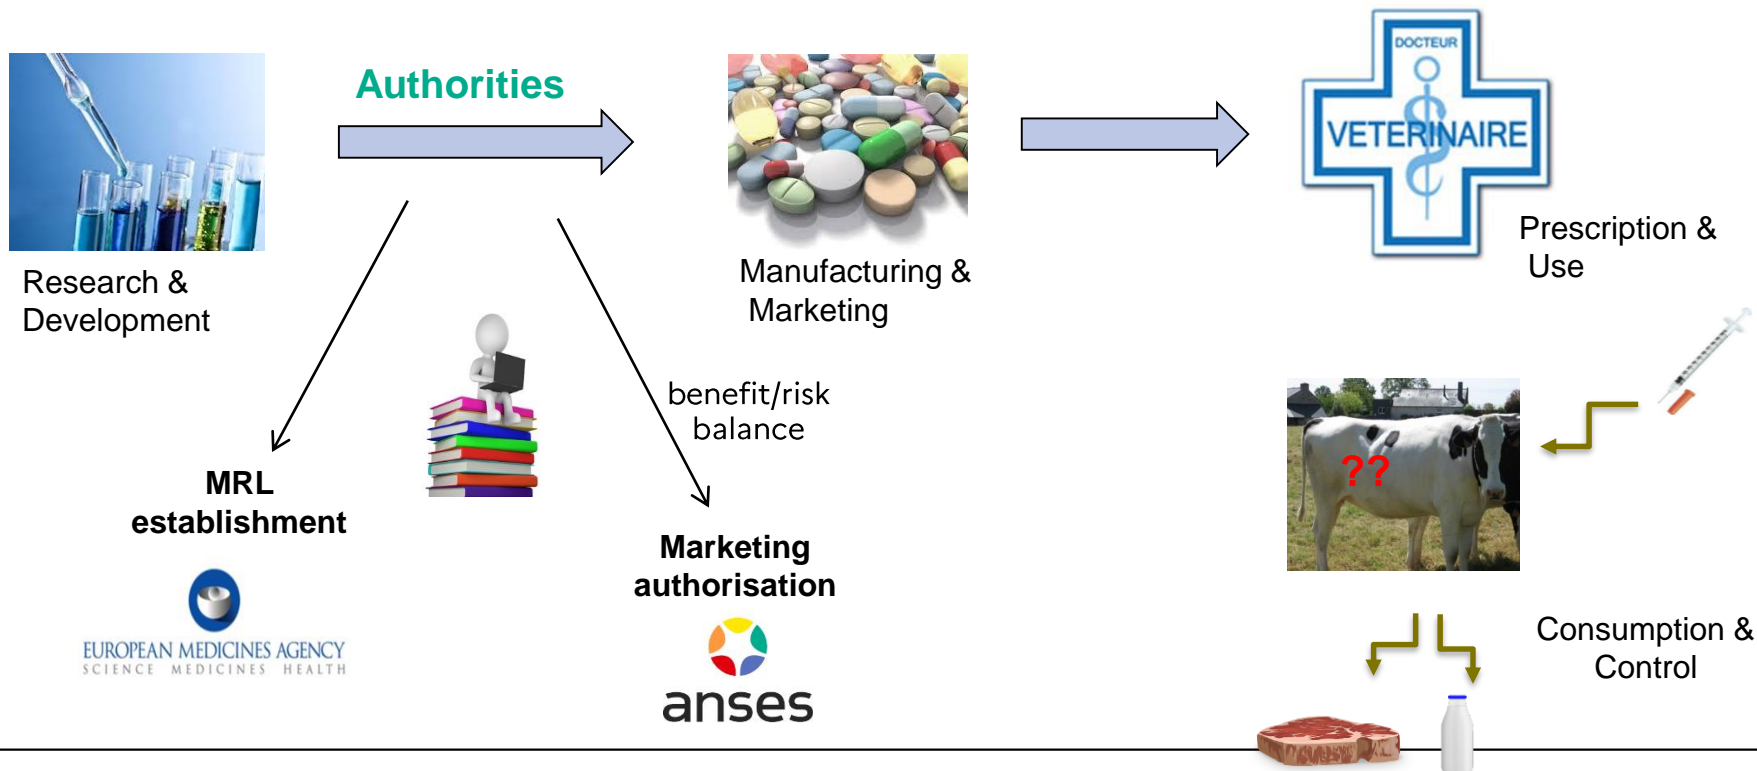 Authorities
DOCTEUR
VETERINAIRE
Research &
Development
Manufacturing &
Marketing
Prescription &
Use
benefit/risk
balance
MRL
establishment
Marketing
authorisation
??
EUROPEAN MEDICINES AGENCY
SCIENCE MEDICINES HEALTH
anses
Consumption &
Control